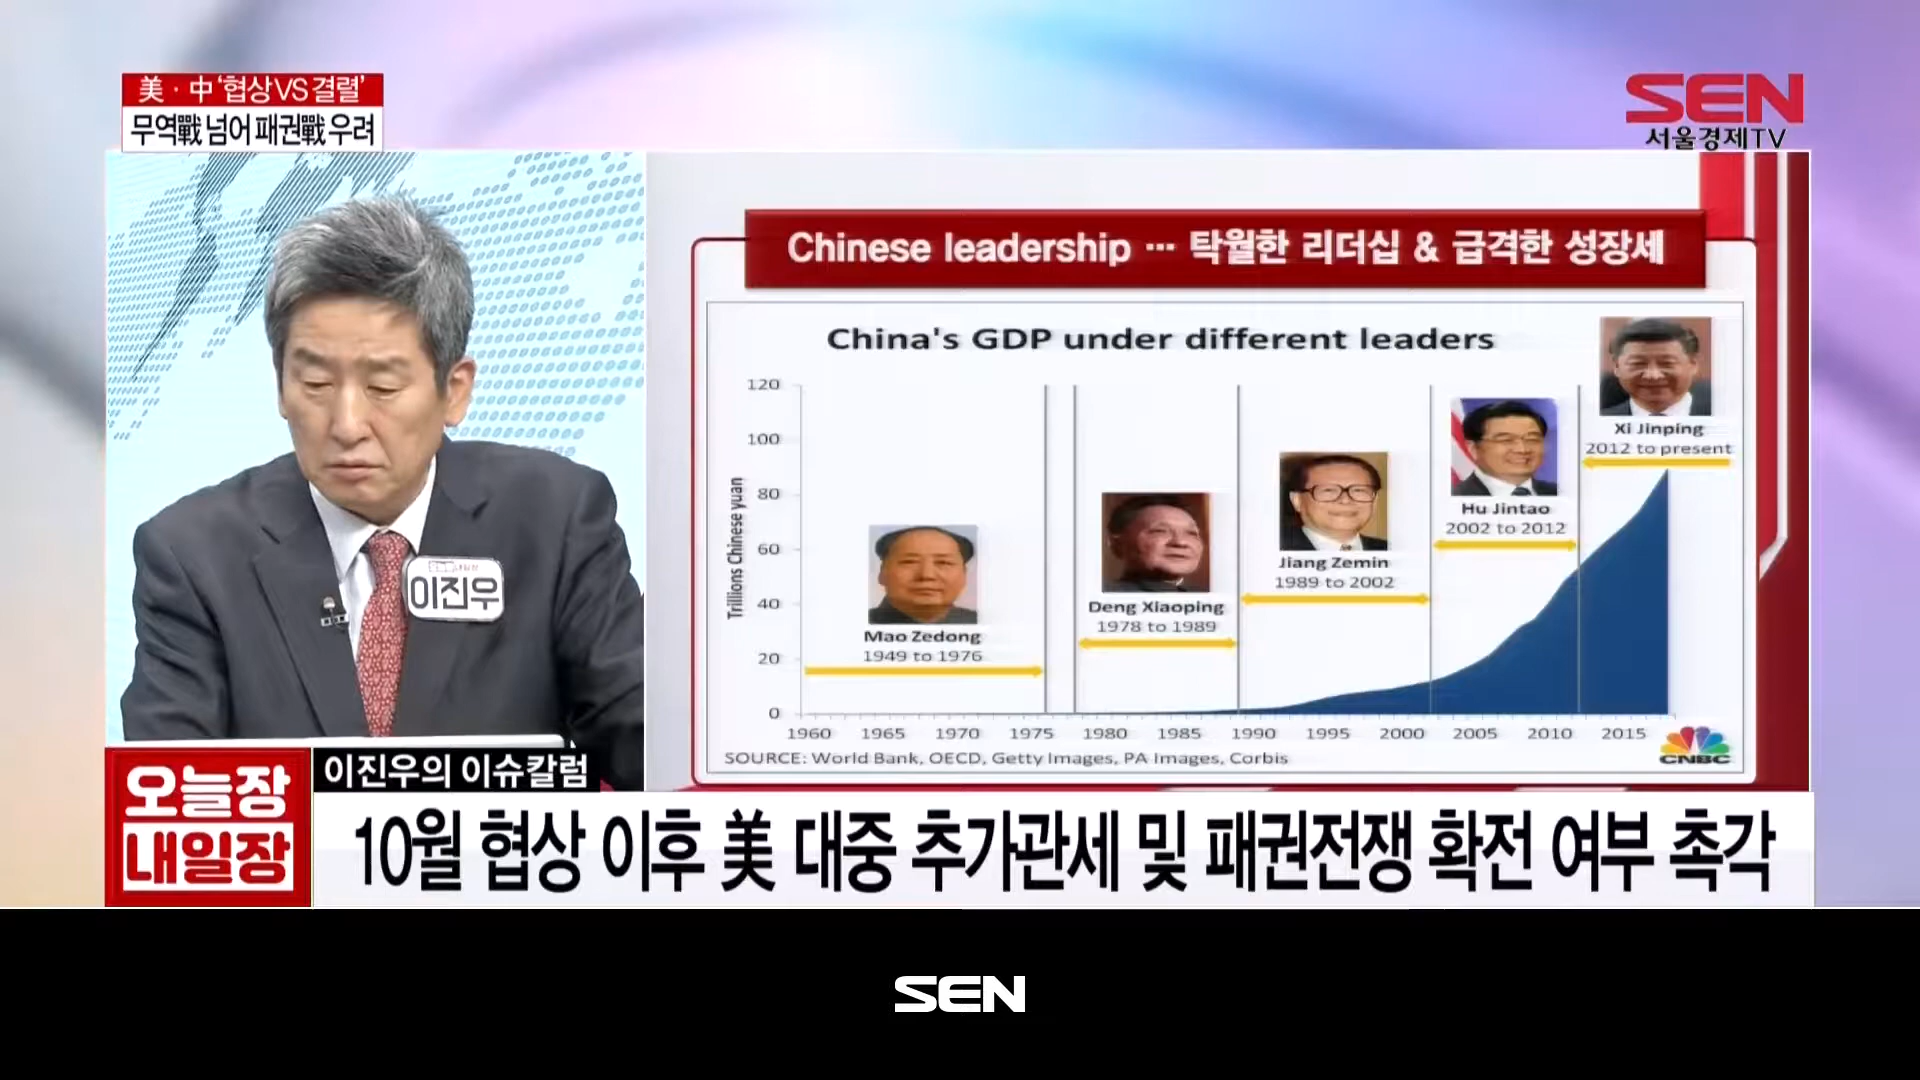 美·中 '협상VS결렬'
무역戰 넘어 패권戰 우려
SEN
서울경제TV
Chinese leadership ··· 탁월한 리더십 & 급격한 성장세
China's GDP under different leaders
Trillions Chinese yuan
120
100
80
60
40
20
0
Mao Zedong
1949 to 1976
Deng Xiaoping
1978 to 1989
Jiang Zemin
1989 to 2002
Hu Jintao
2002 to 2012
Xi Jinping
2012 to present
1960 1965 1970 1975 1980 1985 1990 1995 2000 2005 2010 2015
SOURCE: World Bank, OECD, Getty Images, PA Images, Corbis
CNBC
이진우
오늘장
내일장
이진우의 이슈칼럼
10월 협상 이후 美 대중 추가관세 및 패권전쟁 확전 여부 촉각
SEN